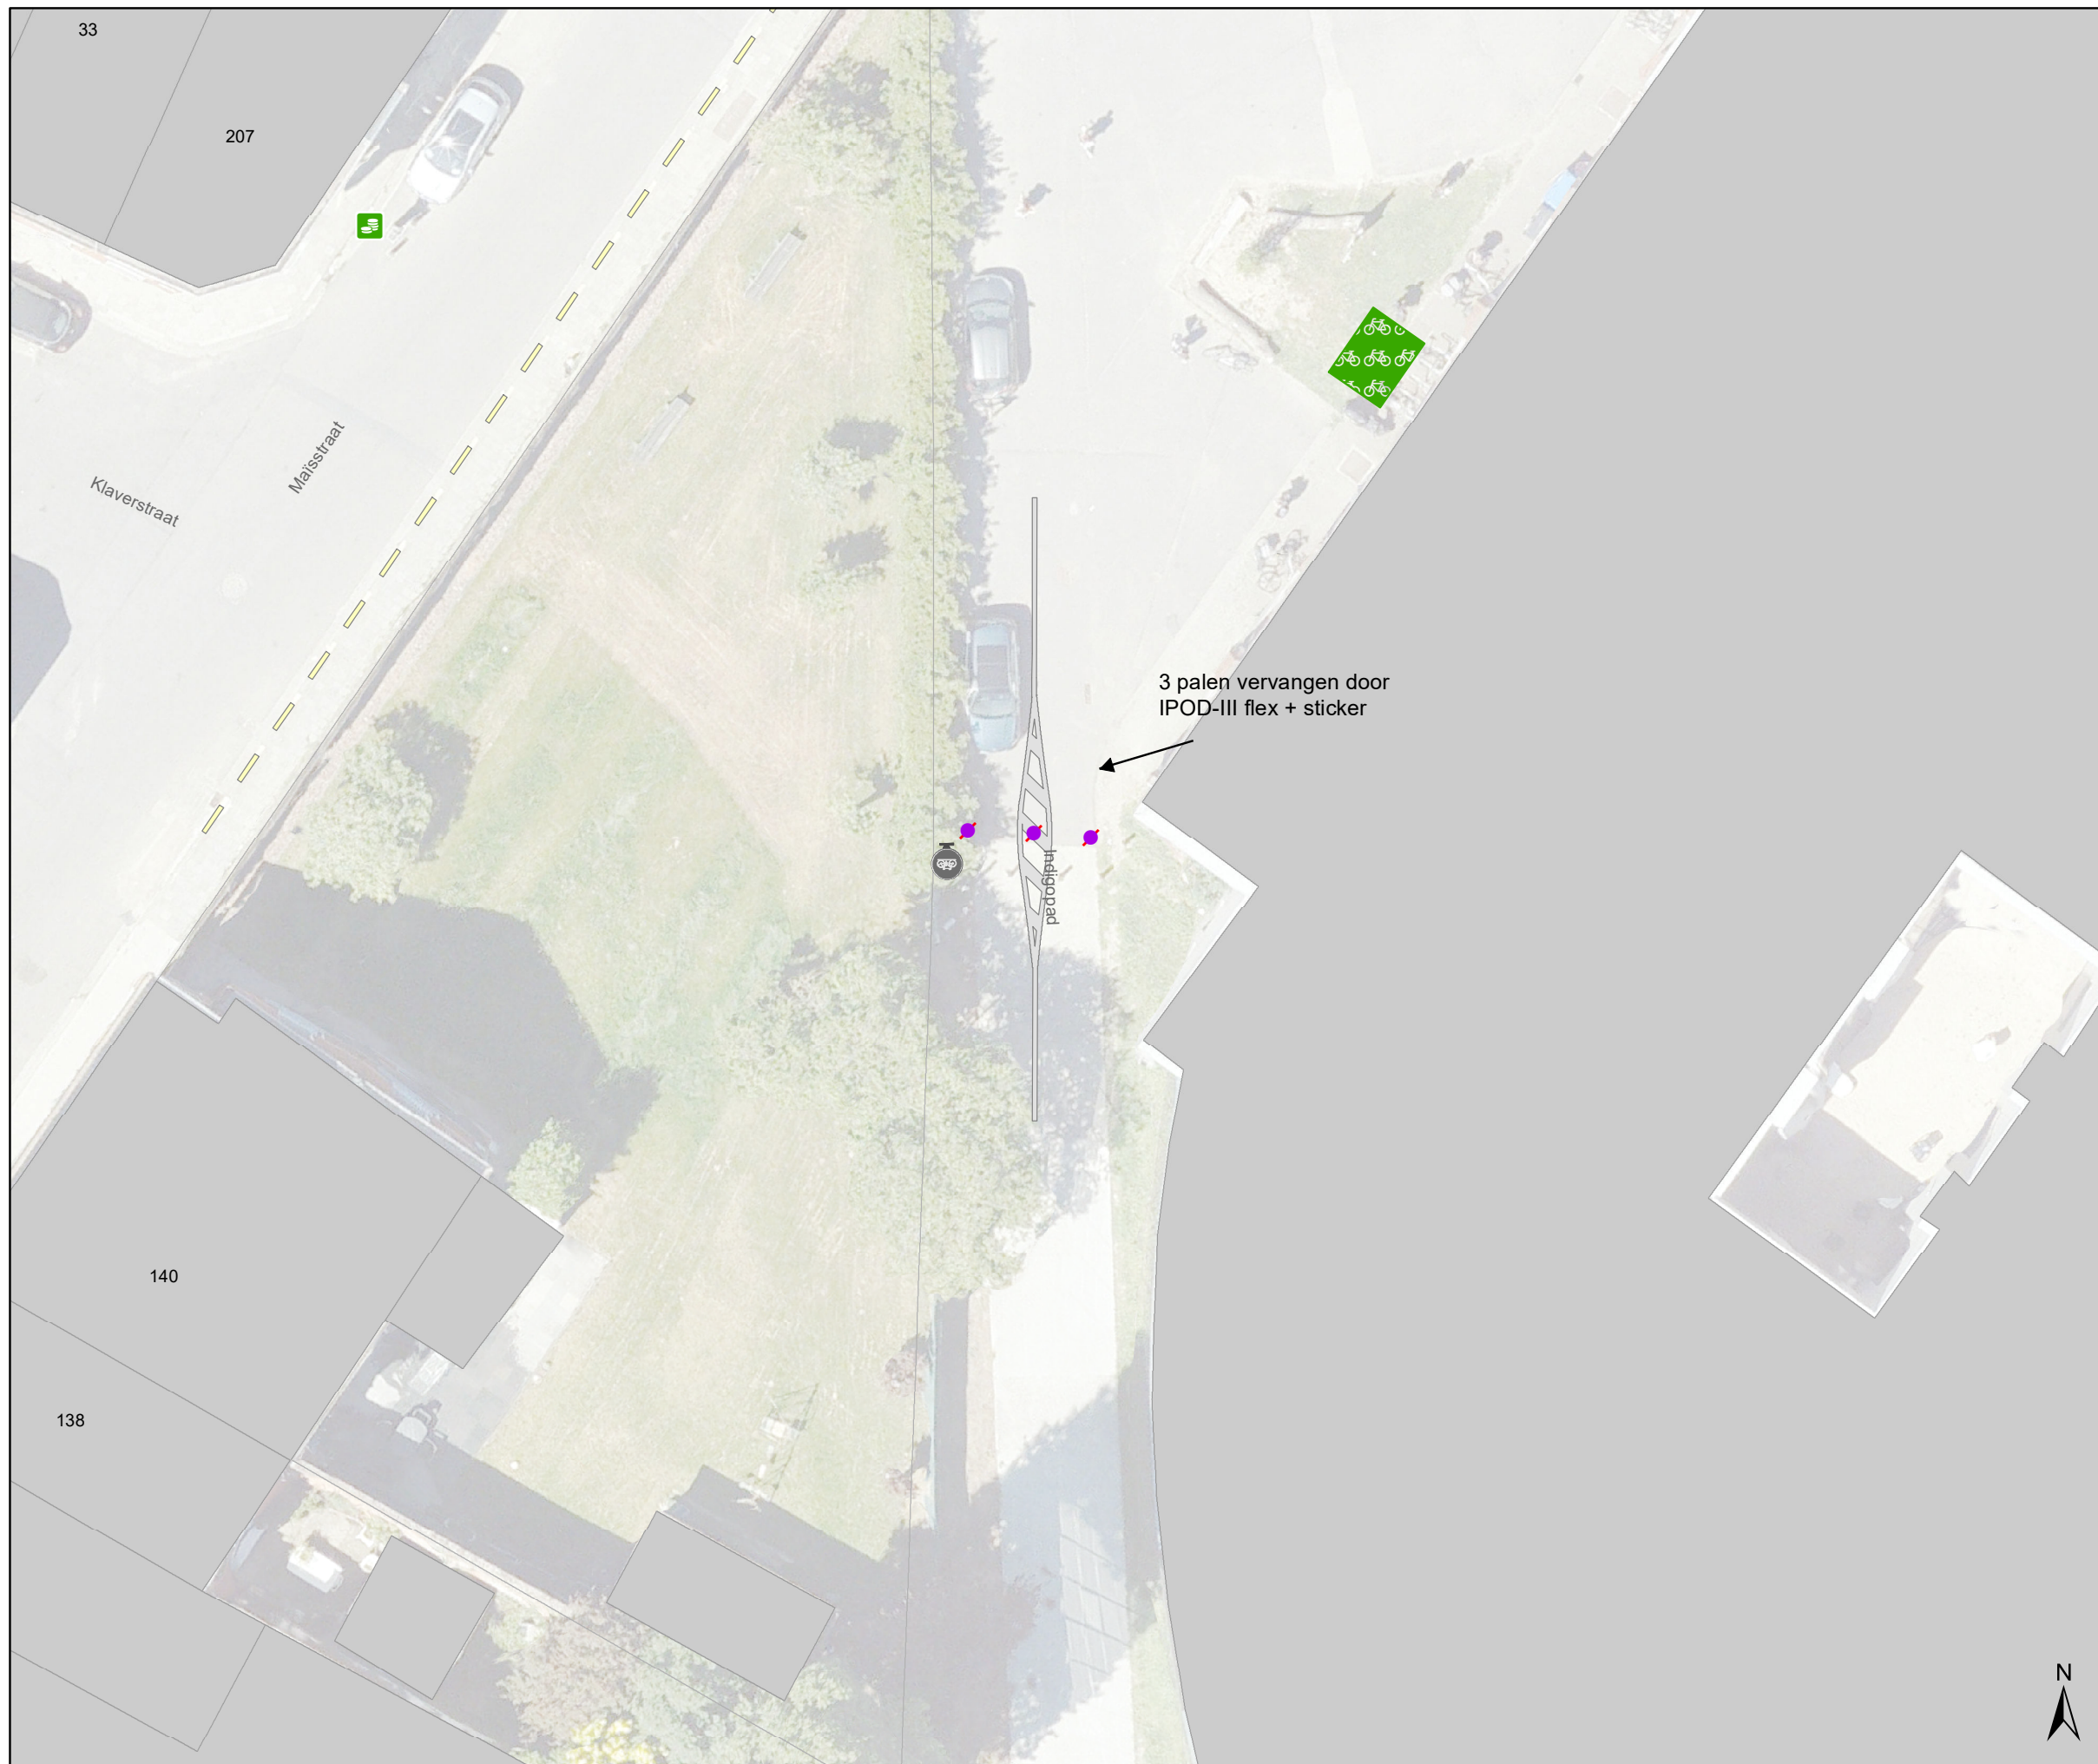 33
207
Klaverstraat
Maïsstraat
3 palen vervangen door
IPOD-III flex + sticker
Indigopad
140
138
N